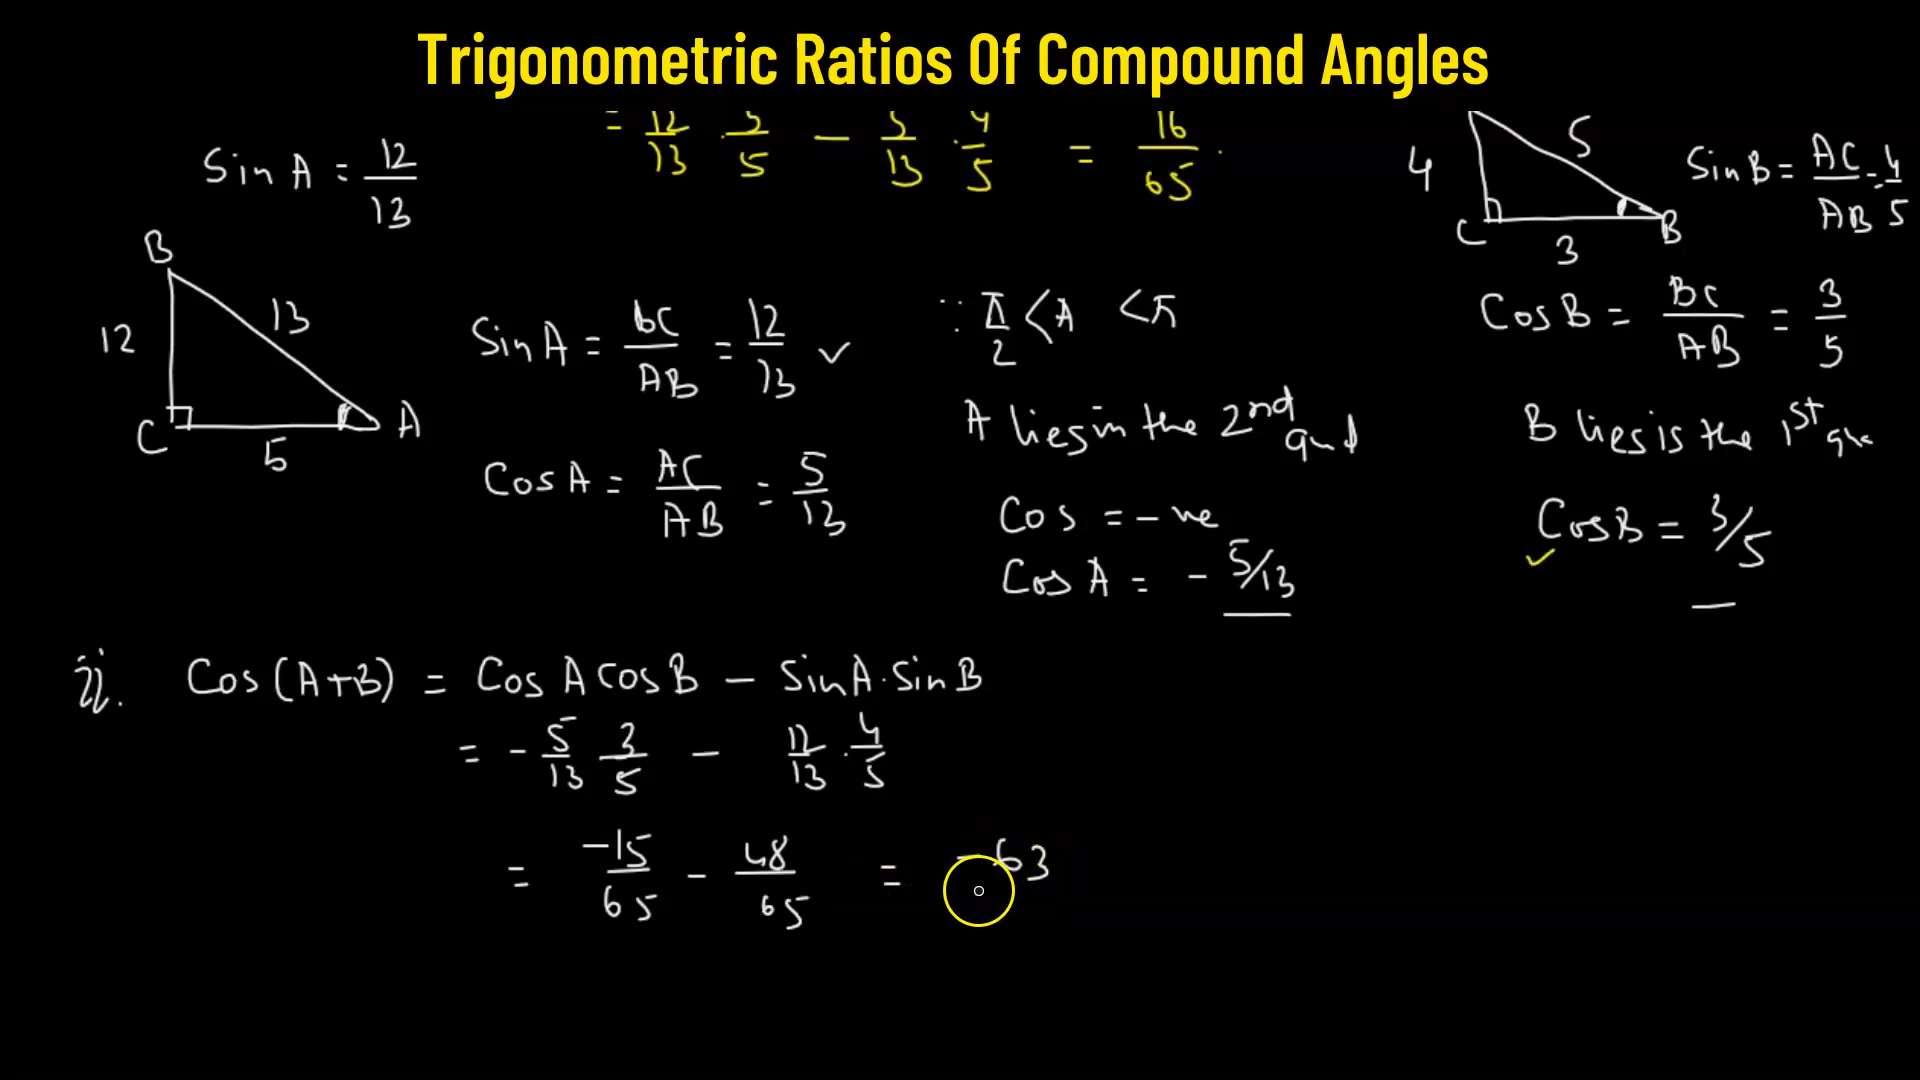 Trigonometric Ratios Of Compound Angles
= 12/13 · 3/5 − 5/13 · 4/5 = 16/65 .
Sin A = 12/13
B
12
13
C
5
A
4
5
C
3
B
Sin B = AC/AB = 4/5
Sin A = BC/AB = 12/13 ✓
∵ π/2 < A < π
Cos B = BC/AB = 3/5
A lies in the 2nd
B lies is the 1st
Cos A = AC/AB = 5/13
Cos = − ve
Cos A = − 5/13
Cos B = 3/5
✓
ii. Cos (A+B) = Cos A cos B − Sin A · Sin B
= − 5/13 3/5 − 12/13 · 4/5
= −15/65 − 48/65 = −63